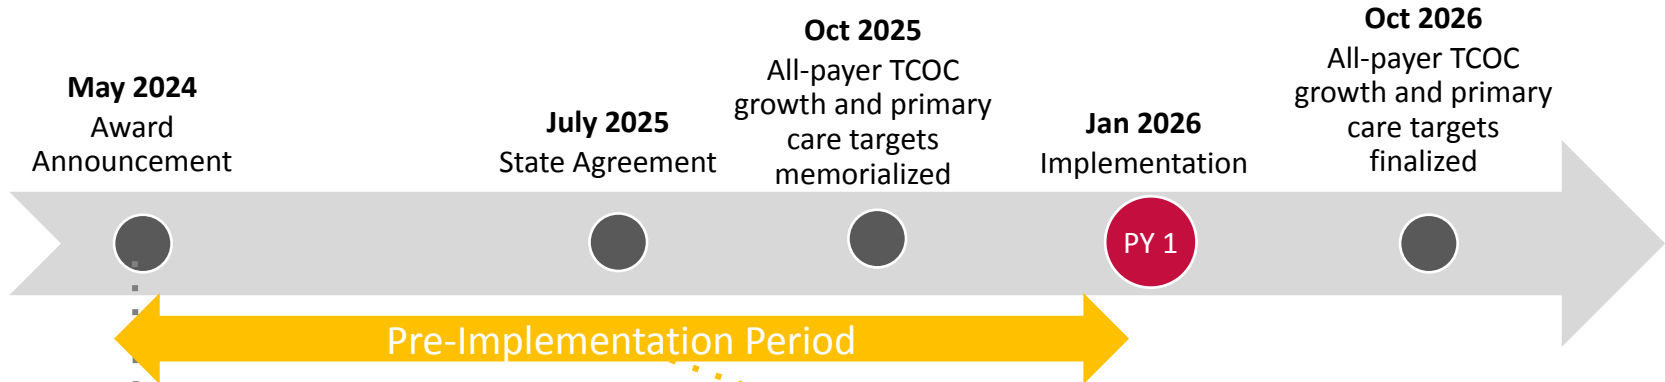 May 2024
Award
Announcement
July 2025
State Agreement
Oct 2025
All-payer TCOC
growth and primary
care targets
memorialized
Jan 2026
Implementation
Oct 2026
All-payer TCOC
growth and primary
care targets
finalized
PY 1
Pre-Implementation Period